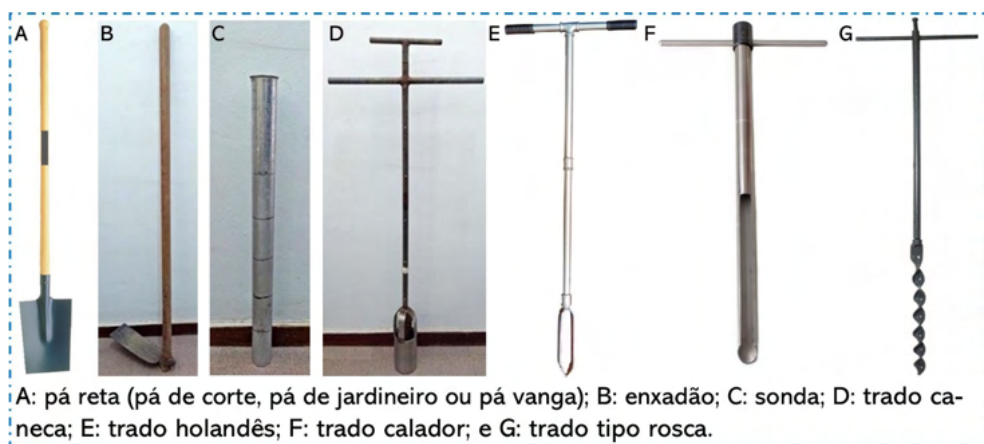 A B C D E F G
A: pá reta (pá de corte, pá de jardineiro ou pá vanga); B: enxadão; C: sonda; D: trado ca-
neca; E: trado holandês; F: trado calador; e G: trado tipo rosca.